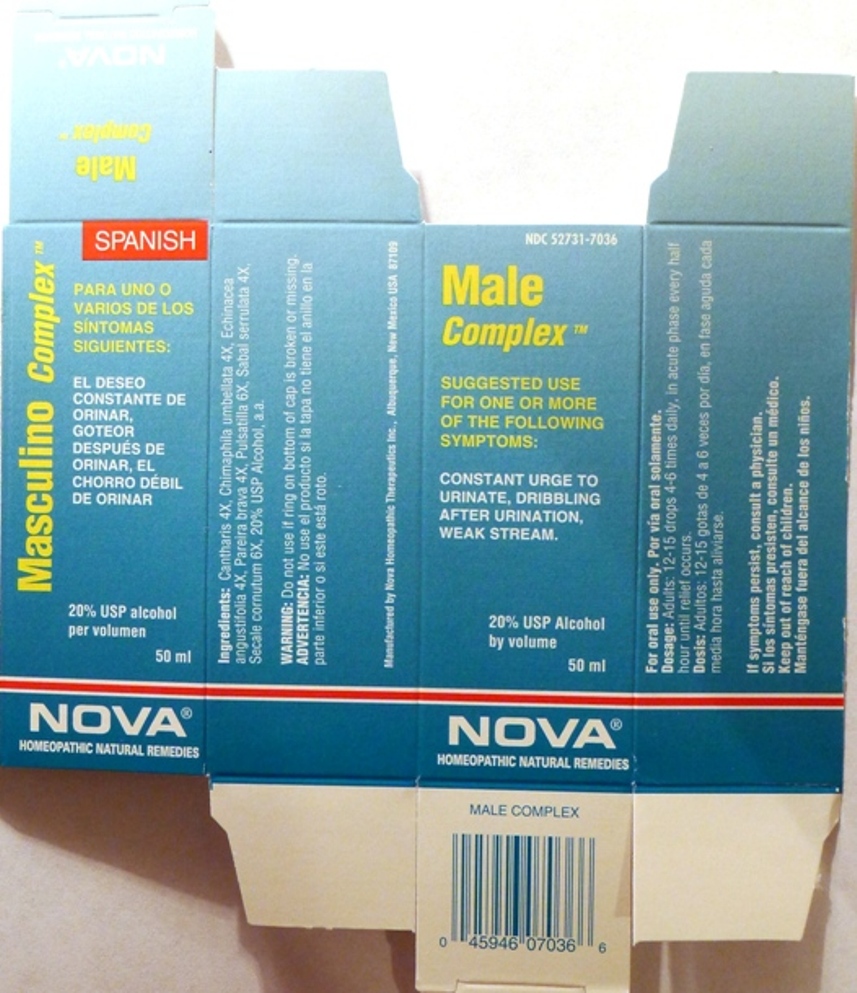 NOVA®
Male
Complex™
SPANISH
Masculino Complex™
PARA UNO O
VARIOS DE LOS
SÍNTOMAS
SIGUIENTES:
EL DESEO
CONSTANTE DE
ORINAR,
GOTEOR
DESPUÉS DE
ORINAR, EL
CHORRO DÉBIL
DE ORINAR
20% USP alcohol
per volumen
50 ml
NOVA®
HOMEOPATHIC NATURAL REMEDIES
Ingredients: Cantharis 4X, Chimaphila umbellata 4X, Echinacea
angustifolia 4X, Pareira brava 4X, Pulsatilla 6X, Sabal serrulata 4X,
Secale cornutum 6X, 20% USP Alcohol, a.a.
WARNING: Do not use if ring on bottom of cap is broken or missing.
ADVERTENCIA: No use el producto si la tapa no tiene el anillo en la
parte inferior o si este está roto.
Manufactured by Nova Homeopathic Therapeutics Inc., Albuquerque, New Mexico USA 87109
NDC 52731-7036
Male
Complex™
SUGGESTED USE
FOR ONE OR MORE
OF THE FOLLOWING
SYMPTOMS:
CONSTANT URGE TO
URINATE, DRIBBLING
AFTER URINATION,
WEAK STREAM.
20% USP Alcohol
by volume
50 ml
NOVA®
HOMEOPATHIC NATURAL REMEDIES
For oral use only. Por vía oral solamente.
Dosage: Adults: 12-15 drops 4-6 times daily, in acute phase every half
hour until relief occurs.
Dosis: Adultos: 12-15 gotas de 4 a 6 veces por día, en fase aguda cada
media hora hasta aliviarse.
If symptoms persist, consult a physician.
Si los síntomas presisten, consulte un médico.
Keep out of reach of children.
Manténgase fuera del alcance de los niños.
MALE COMPLEX
0 45946 07036 6